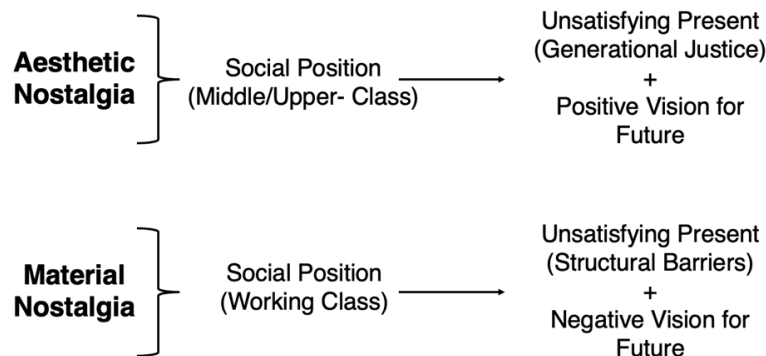 Aesthetic
Nostalgia
Social Position
(Middle/Upper- Class)
Unsatisfying Present
(Generational Justice)
+
Positive Vision for
Future
Material
Nostalgia
Social Position
(Working Class)
Unsatisfying Present
(Structural Barriers)
+
Negative Vision for
Future